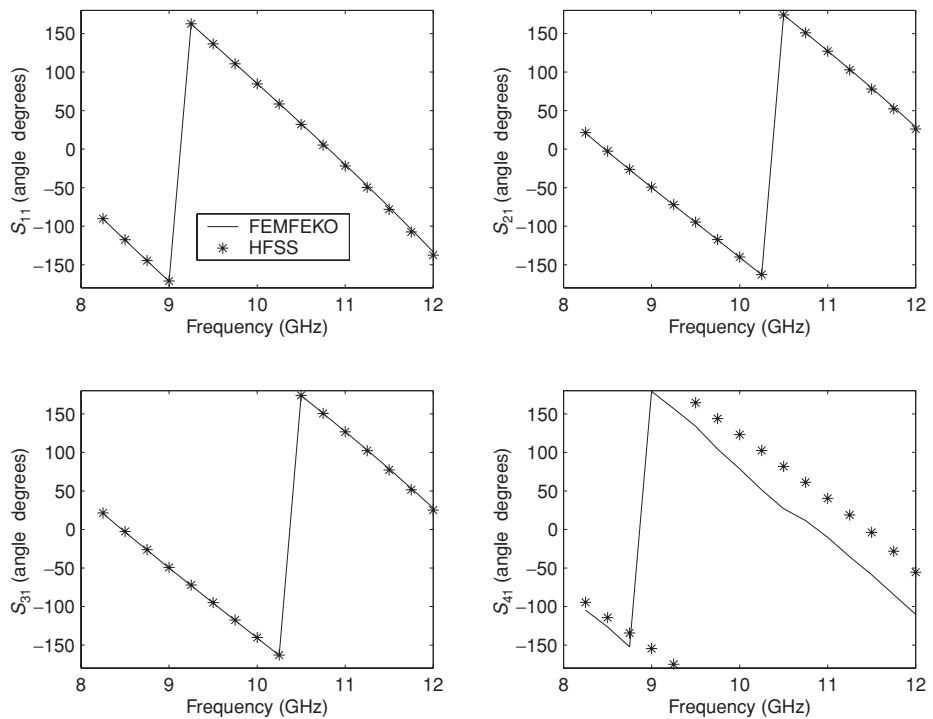 150
100
50
0
−50
−100
−150
S11 (angle degrees)
FEMFEKO
HFSS
8 9 10 11 12
Frequency (GHz)
150
100
50
0
−50
−100
−150
S21 (angle degrees)
8 9 10 11 12
Frequency (GHz)
150
100
50
0
−50
−100
−150
S31 (angle degrees)
8 9 10 11 12
Frequency (GHz)
150
100
50
0
−50
−100
−150
S41 (angle degrees)
8 9 10 11 12
Frequency (GHz)